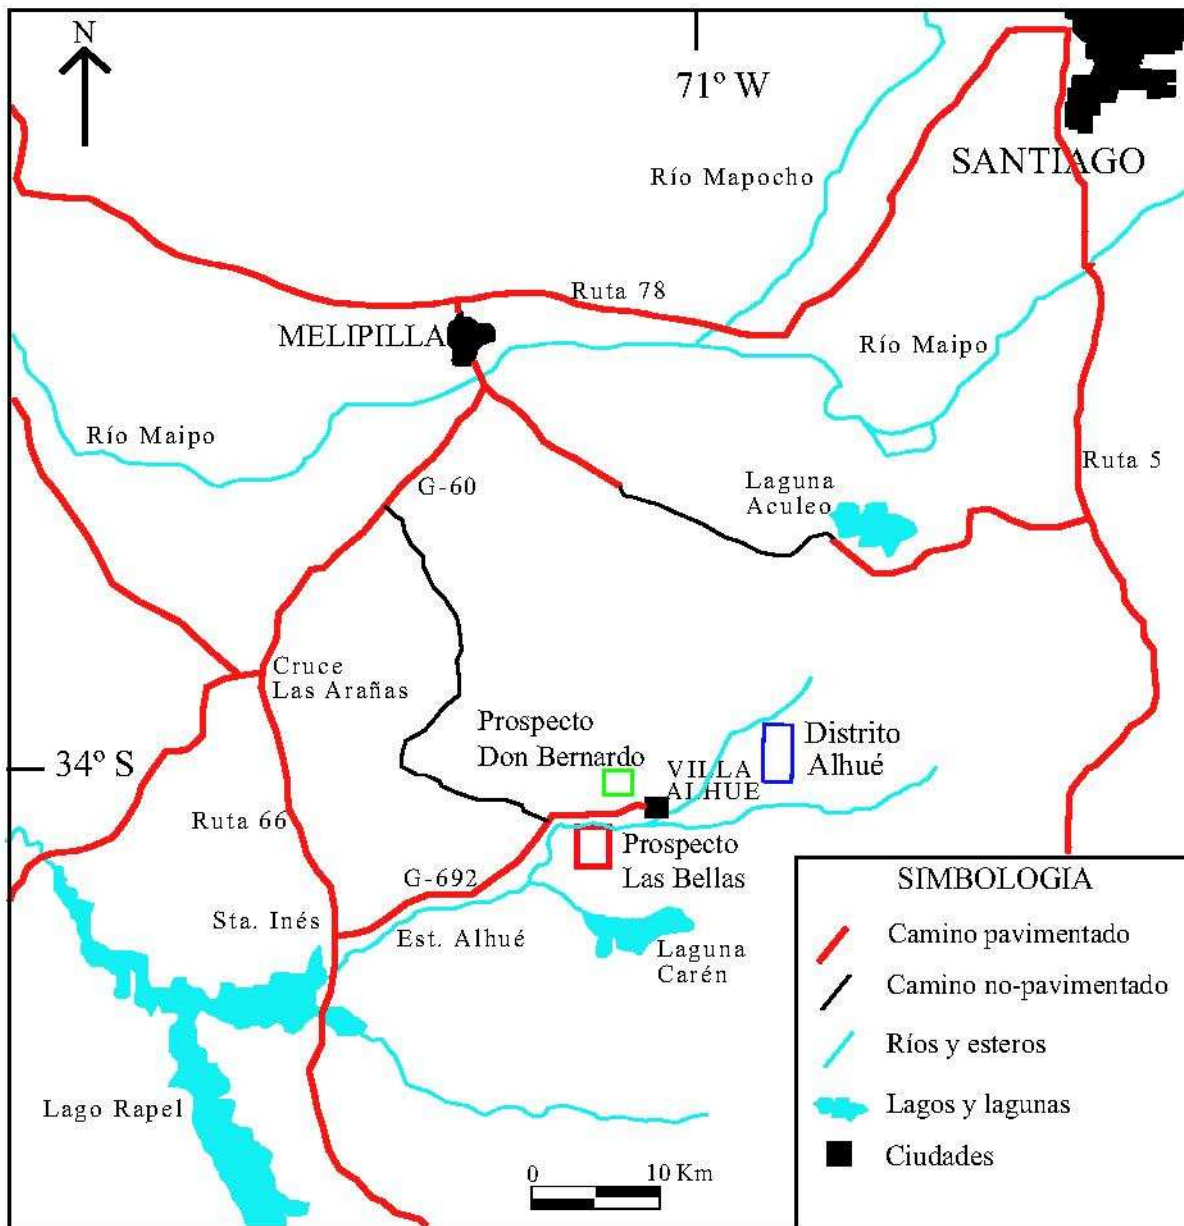 N
71º W
Río Mapocho
SANTIAGO
Ruta 78
MELIPILLA
Río Maipo
Río Maipo
Ruta 5
G-60
Laguna
Aculeo
Cruce
Las Arañas
Prospecto
Don Bernardo
Distrito
Alhué
34º S
VILLA
ALHUE
Ruta 66
Prospecto
Las Bellas
G-692
Sta. Inés
Est. Alhué
Laguna
Carén
Lago Rapel
0 10 Km
SIMBOLOGIA
Camino pavimentado
Camino no-pavimentado
Ríos y esteros
Lagos y lagunas
Ciudades